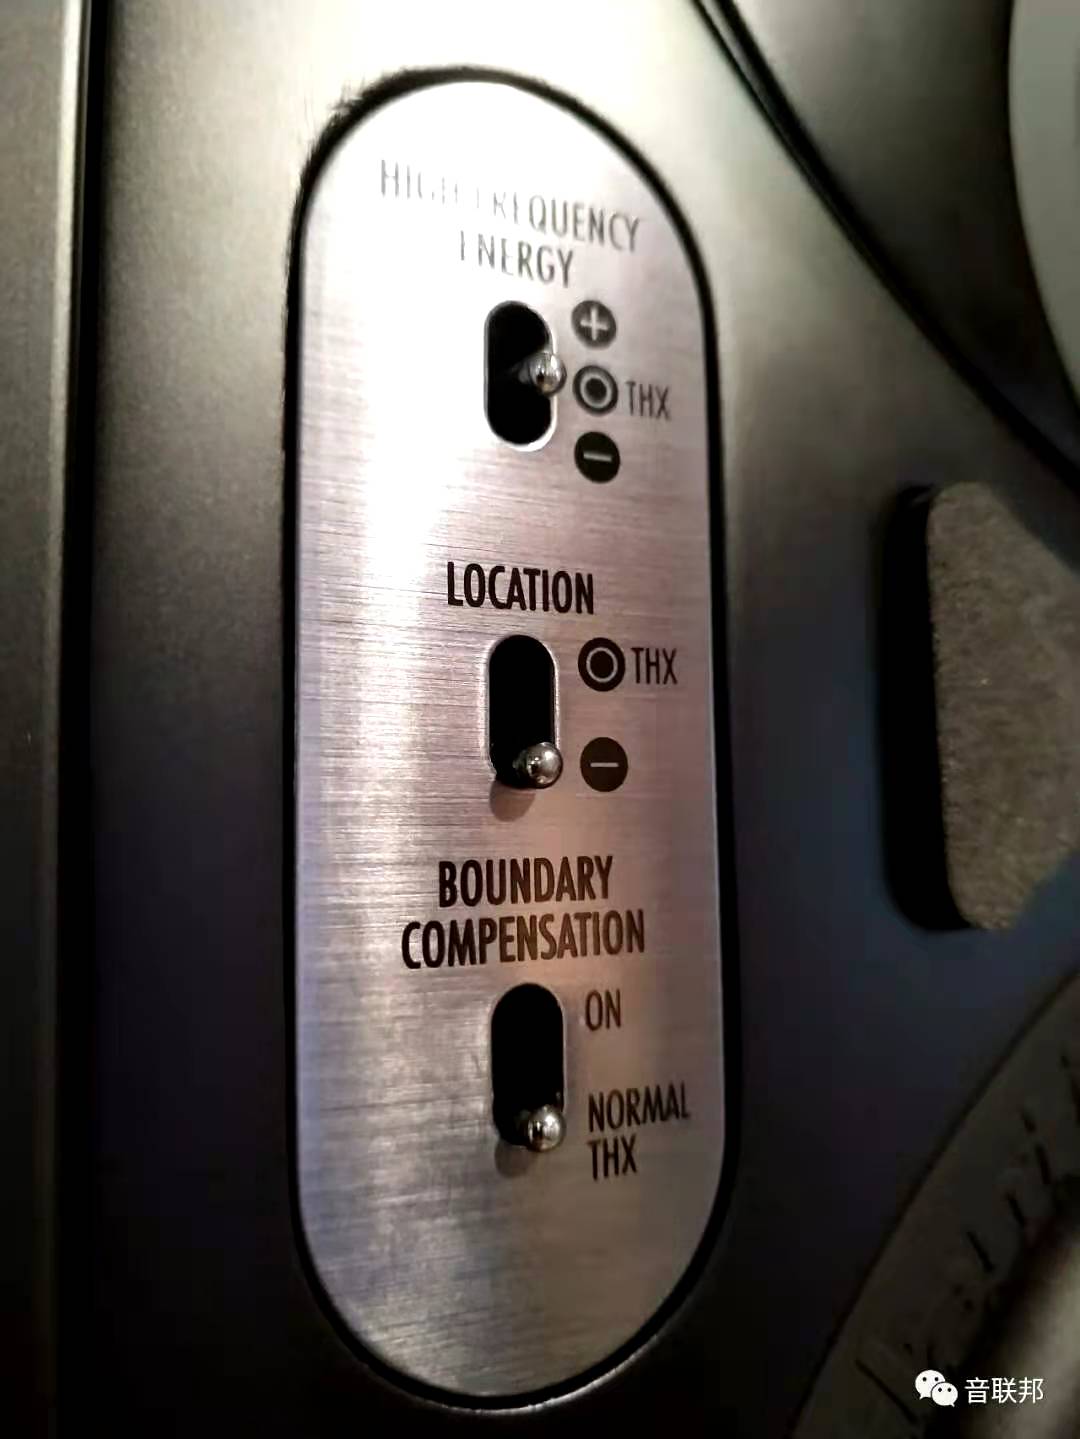 HIGH FREQUENCY
ENERGY
+
THX
−
LOCATION
THX
−
BOUNDARY
COMPENSATION
ON
NORMAL
THX
音联邦